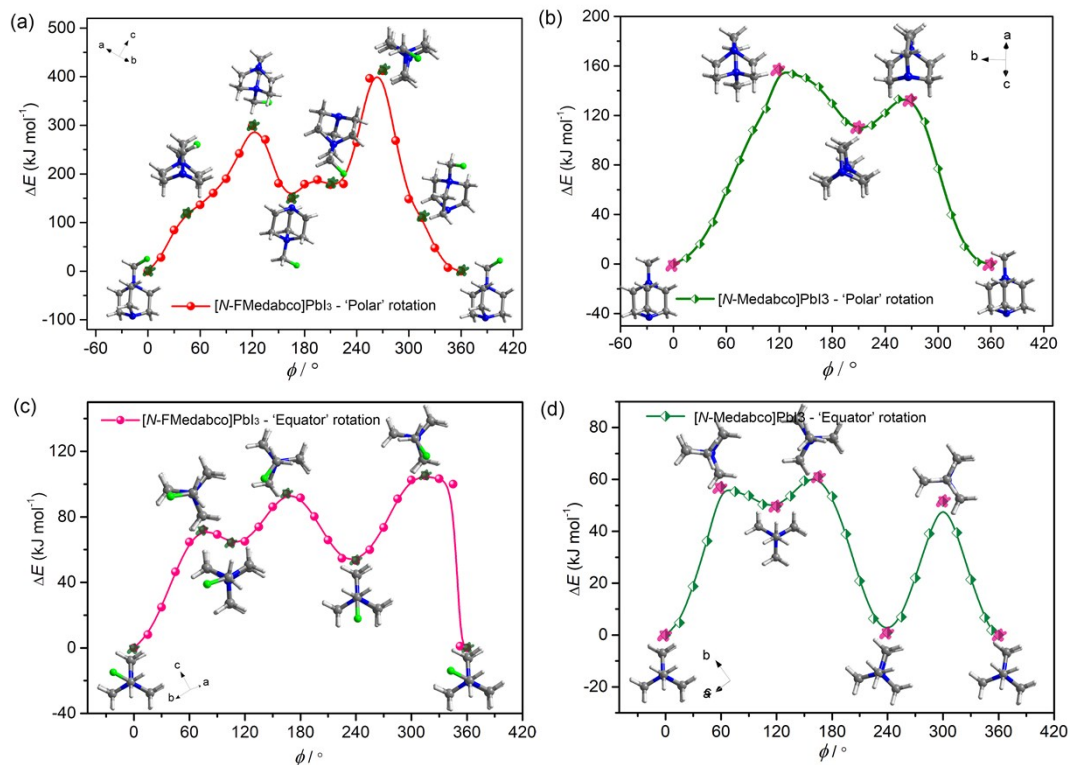 (a)
500
400
300
200
100
0
-100
ΔE (kJ mol⁻¹)
c
a
b
[N-FMedabco]PbI₃ - ‘Polar’ rotation
-60 0 60 120 180 240 300 360 420
ϕ / °
(b)
200
160
120
80
40
0
-40
ΔE (kJ mol⁻¹)
a
b
c
[N-Medabco]PbI3 - ‘Polar’ rotation
-60 0 60 120 180 240 300 360 420
ϕ / °
(c)
120
80
40
0
-40
ΔE (kJ mol⁻¹)
[N-FMedabco]PbI₃ - ‘Equator’ rotation
c
a
b
-60 0 60 120 180 240 300 360 420
ϕ / °
(d)
80
60
40
20
0
-20
ΔE (kJ mol⁻¹)
[N-Medabco]PbI3 - ‘Equator’ rotation
b
-60 0 60 120 180 240 300 360 420
ϕ / °